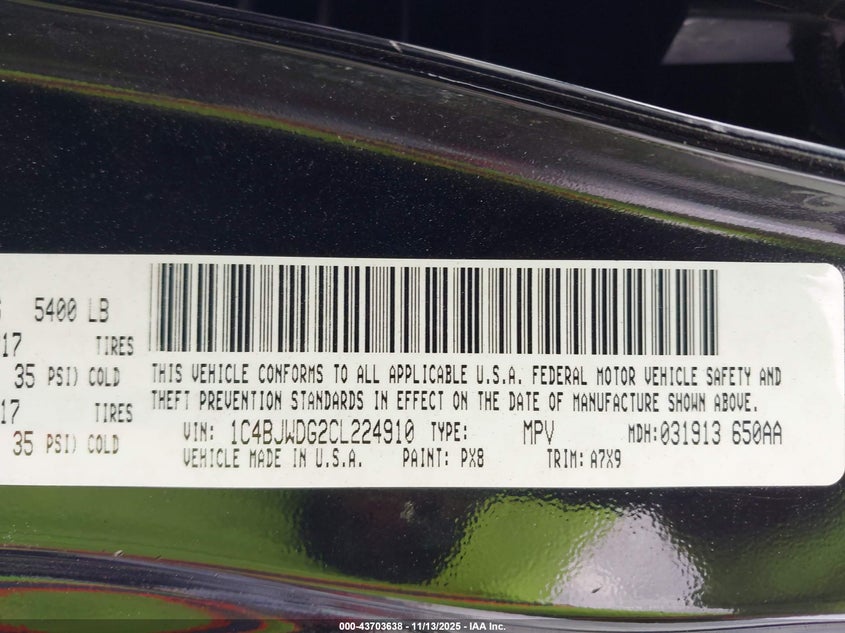 5400 LB
17 TIRES
35 PSI) COLD
17 TIRES
35 PSI) COLD
THIS VEHICLE CONFORMS TO ALL APPLICABLE U.S.A. FEDERAL MOTOR VEHICLE SAFETY AND
THEFT PREVENTION STANDARDS IN EFFECT ON THE DATE OF MANUFACTURE SHOWN ABOVE.
VIN: 1C4BJWDG2CL224910 TYPE: MPV MDH:031913 650AA
VEHICLE MADE IN U.S.A. PAINT: PX8 TRIM: A7X9
000-43703638 - 11/13/2025 - IAA Inc.